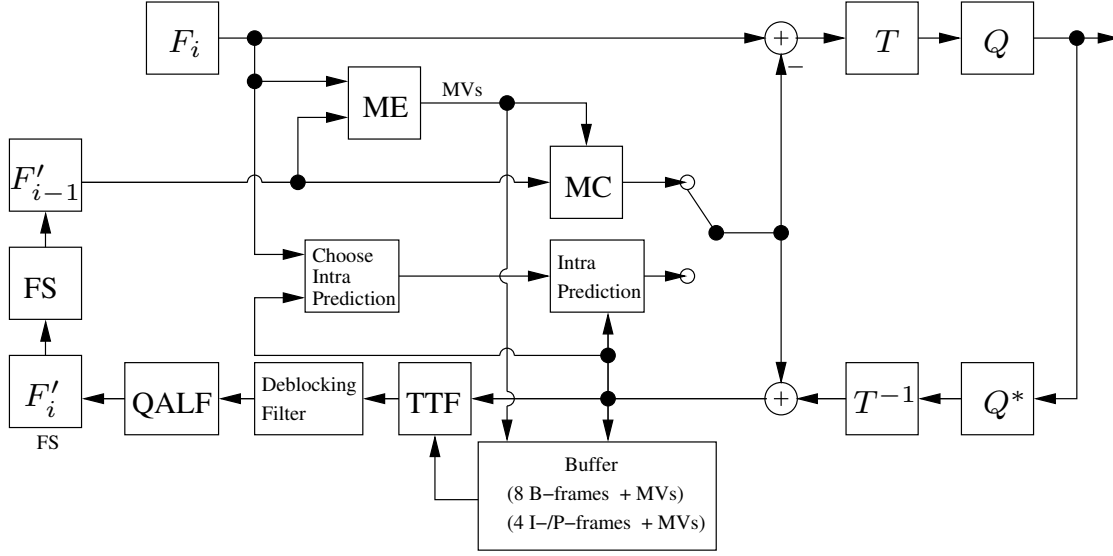 F_i
+
T
Q
−
ME
MVs
F'_{i−1}
MC
FS
Choose
Intra
Prediction
Intra
Prediction
F'_i
FS
QALF
Deblocking
Filter
TTF
+
T^{−1}
Q*
Buffer
(8 B−frames + MVs)
(4 I−/P−frames + MVs)